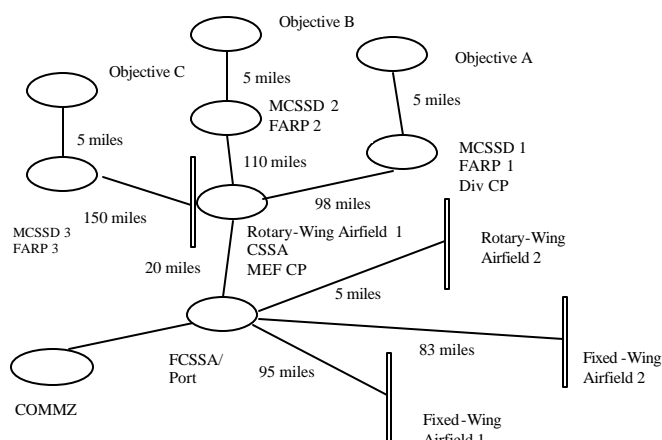 Objective B
Objective C
Objective A
5 miles
5 miles
5 miles
MCSSD 2
FARP 2
MCSSD 1
FARP 1
Div CP
110 miles
98 miles
150 miles
MCSSD 3
FARP 3
Rotary-Wing Airfield 1
CSSA
MEF CP
Rotary-Wing
Airfield 2
20 miles
5 miles
83 miles
FCSSA/
Port
95 miles
Fixed-Wing
Airfield 2
COMMZ
Fixed-Wing
Airfield 1